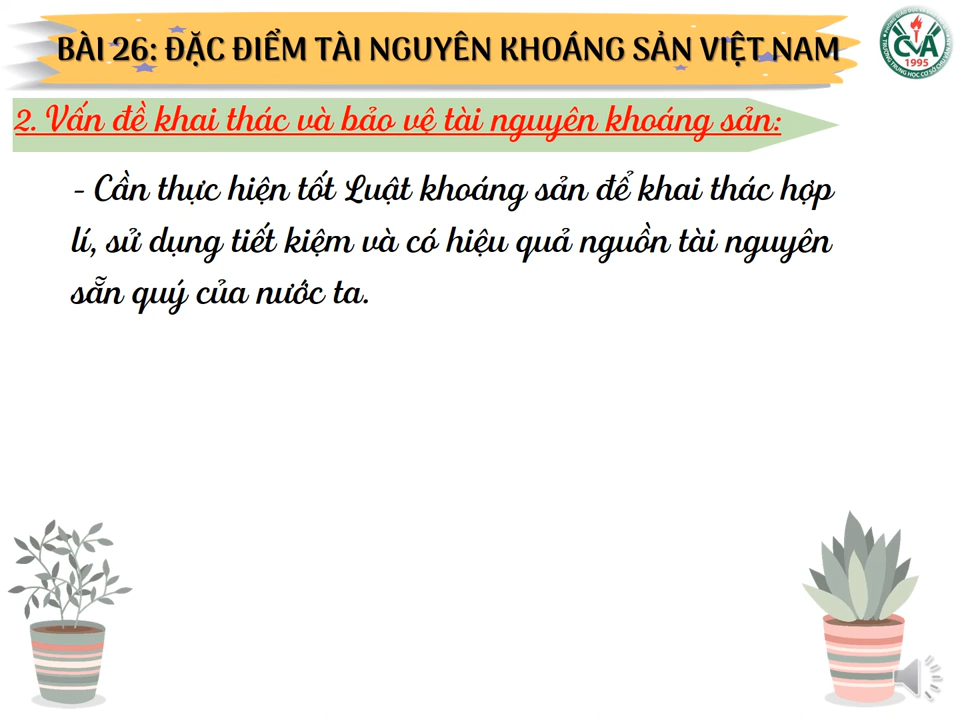 BÀI 26: ĐẶC ĐIỂM TÀI NGUYÊN KHOÁNG SẢN VIỆT NAM
CVA
1995
2. Vấn đề khai thác và bảo vệ tài nguyên khoáng sản:
- Cần thực hiện tốt Luật khoáng sản để khai thác hợp
lí, sử dụng tiết kiệm và có hiệu quả nguồn tài nguyên
sẵn quý của nước ta.